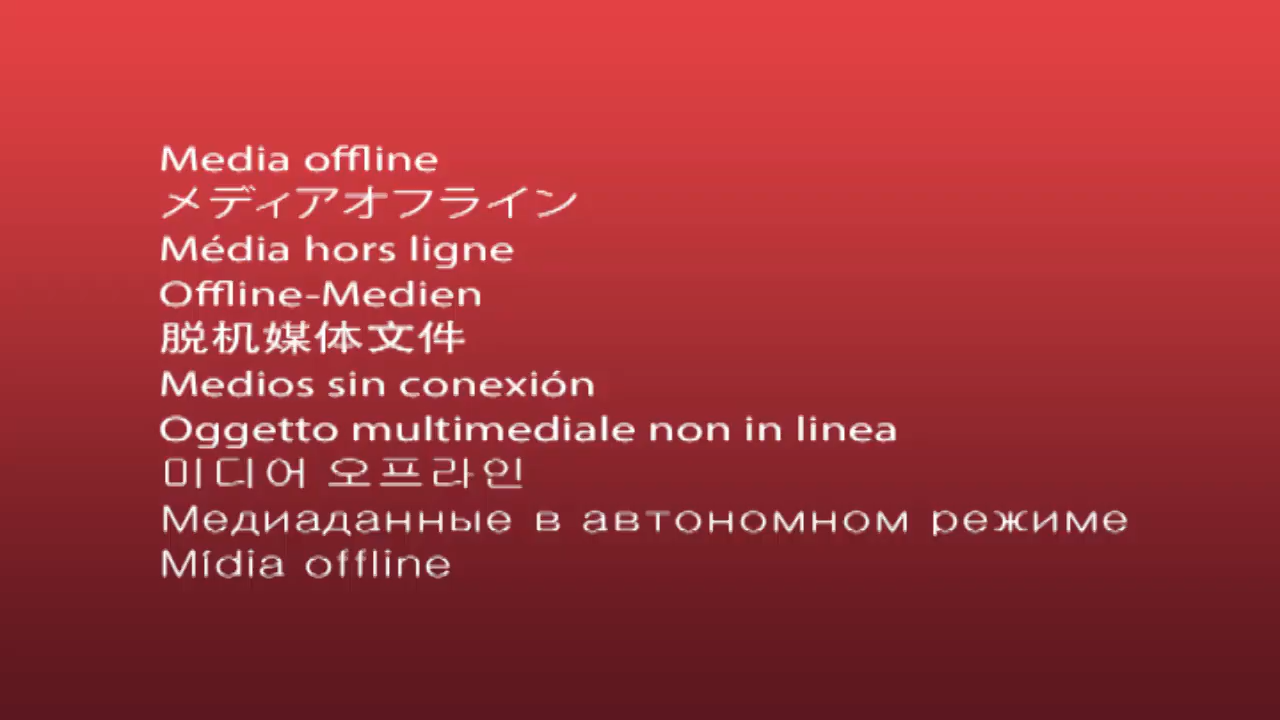 Media offline
メディアオフライン
Média hors ligne
Offline-Medien
脱机媒体文件
Medios sin conexión
Oggetto multimediale non in linea
미디어 오프라인
Медиаданные в автономном режиме
Mídia offline